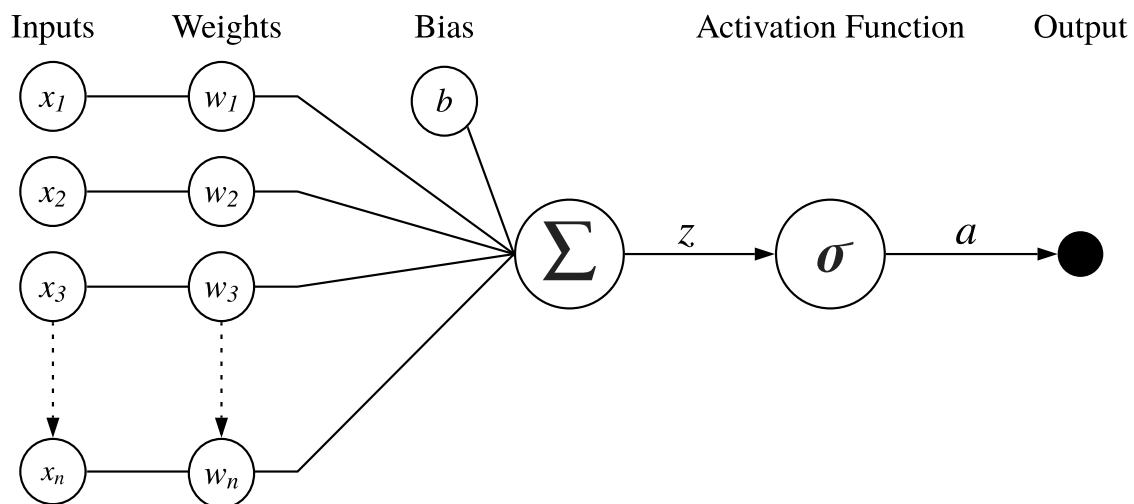 Inputs Weights Bias Activation Function Output
x1 w1 b
x2 w2
Σ z σ a
x3 w3
xn wn